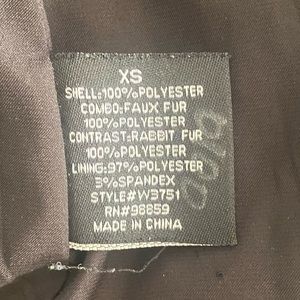 XS
SHELL:100%POLYESTER
COMBO:FAUX FUR
100%POLYESTER
CONTRAST:RABBIT FUR
100%POLYESTER
LINING:97%POLYESTER
3%SPANDEX
STYLE#W3751
RN#98859
MADE IN CHINA